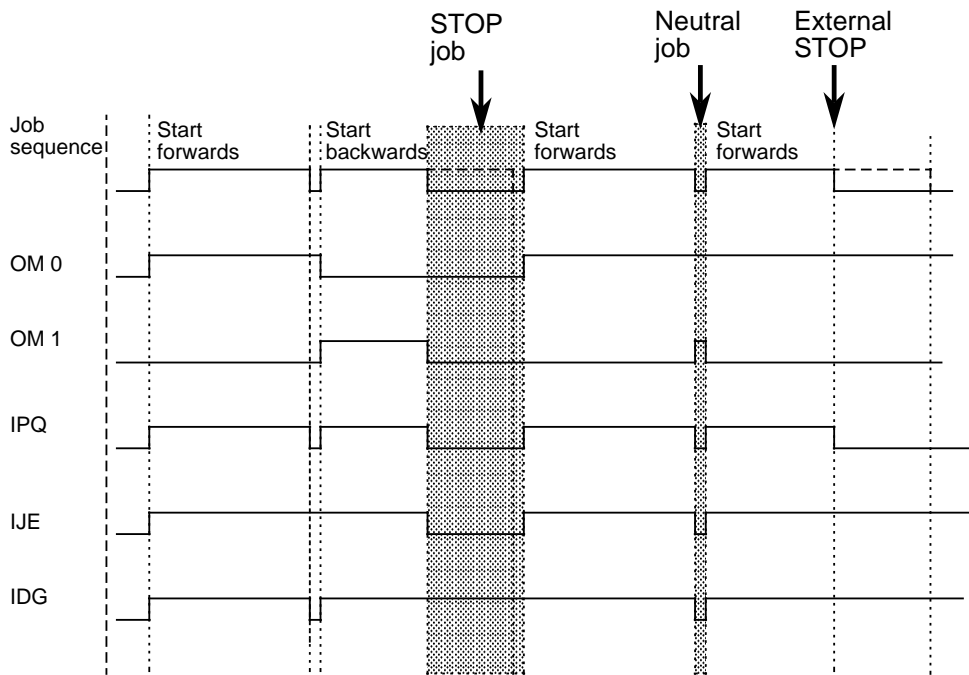 STOP
job
Neutral
job
External
STOP
Job
sequence
Start
forwards
Start
backwards
Start
forwards
Start
forwards
OM 0
OM 1
IPQ
IJE
IDG